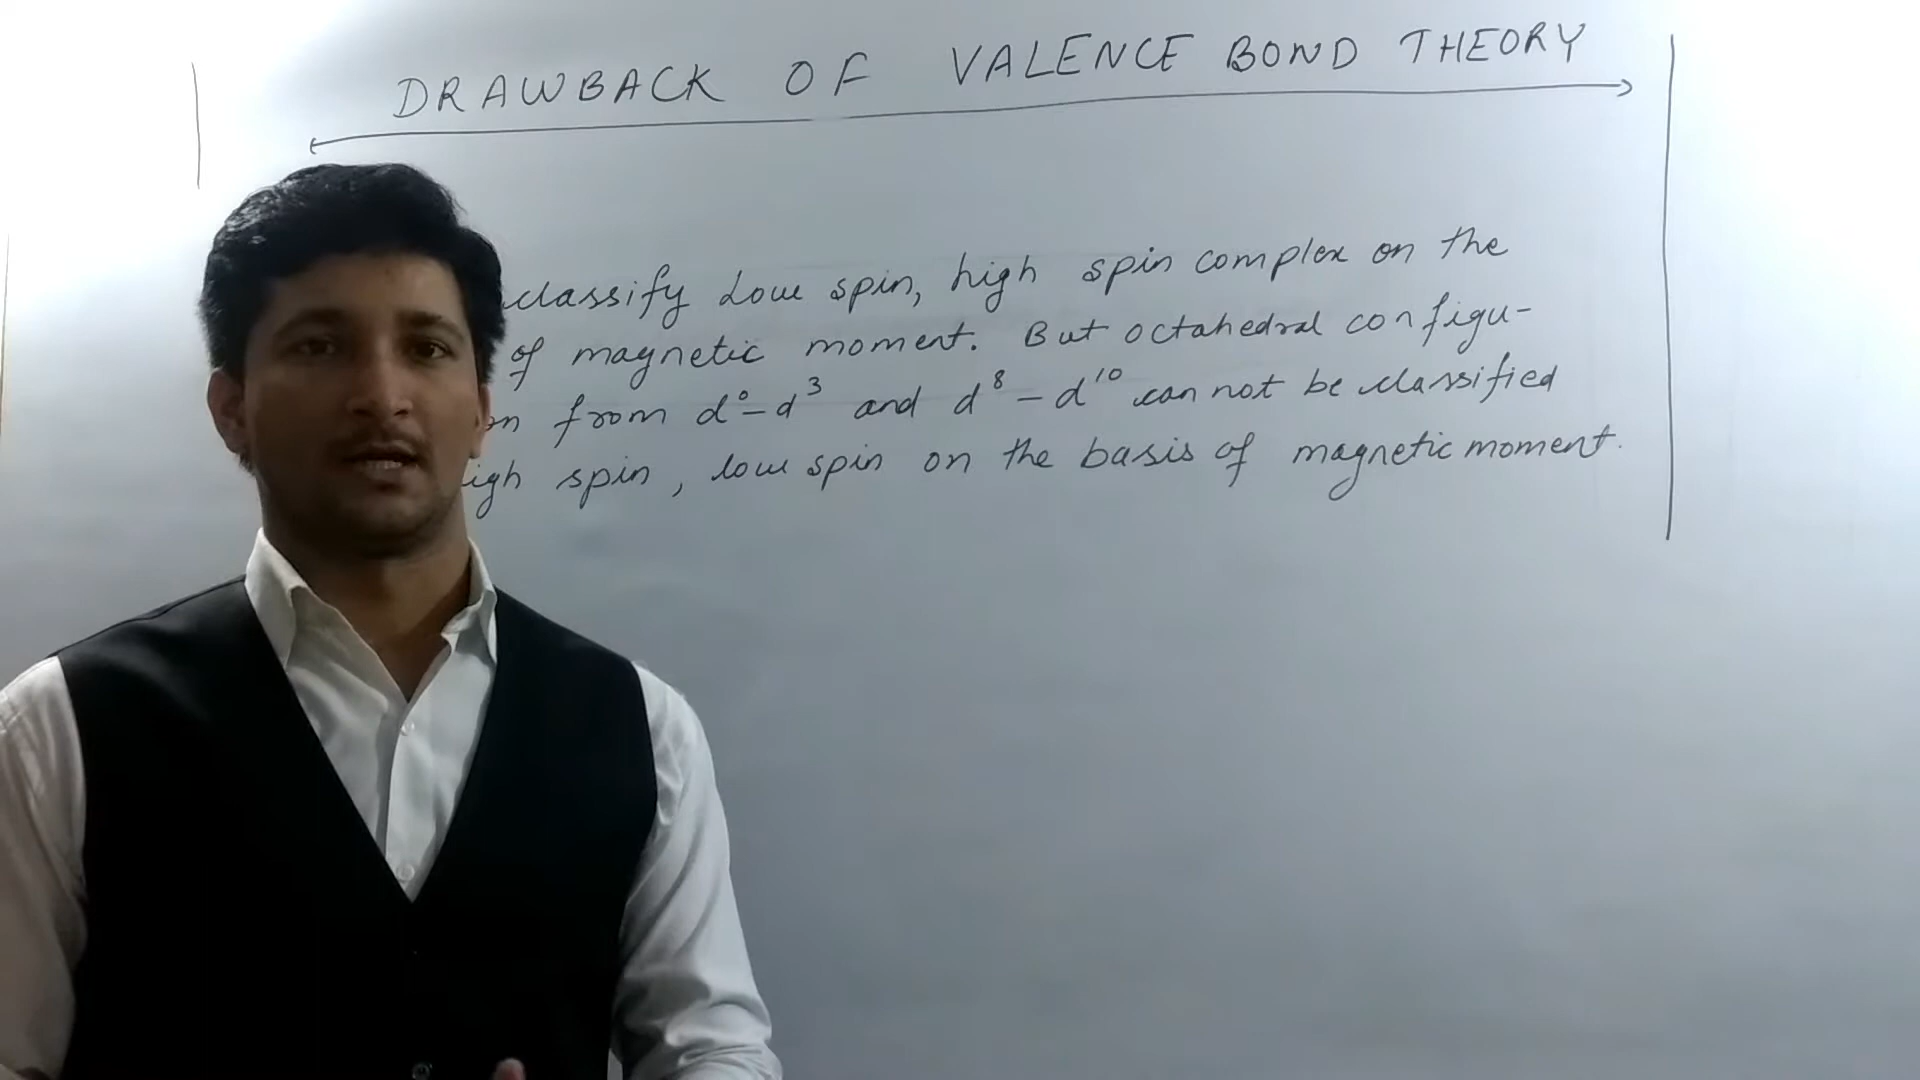 DRAWBACK OF VALENCE BOND THEORY
classify Low spin, high spin complex on the
of magnetic moment. But octahedral configu-
on from d⁰-d³ and d⁸-d¹⁰ can not be classified
igh spin, low spin on the basis of magnetic moment.